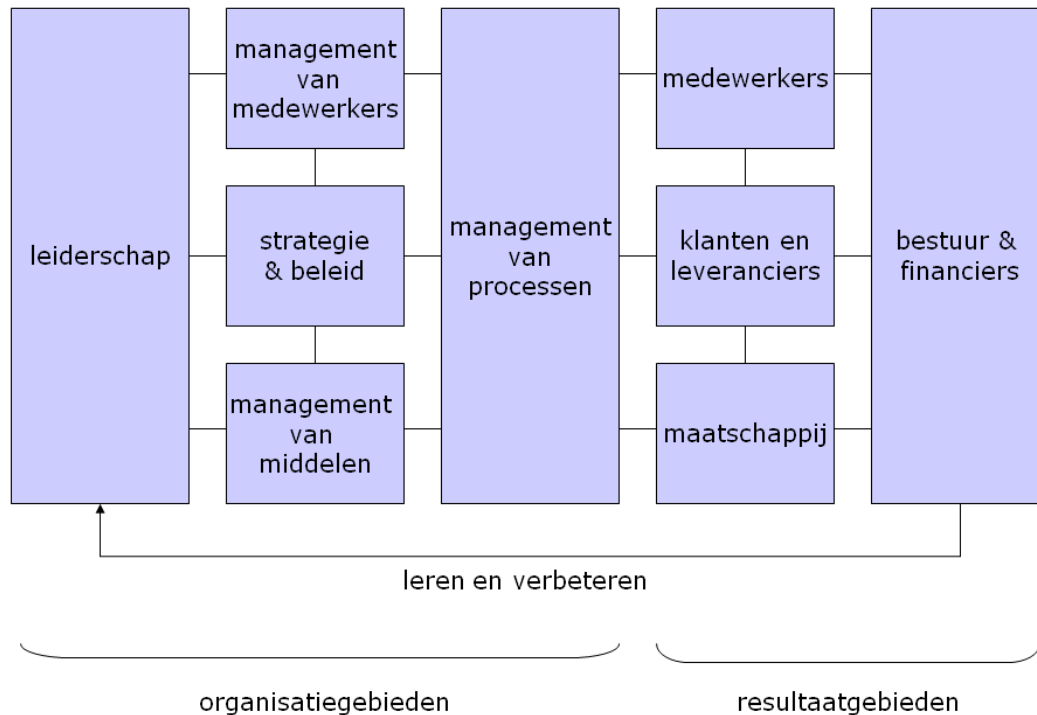 leiderschap
management
van
medewerkers
strategie
& beleid
management
van
middelen
management
van
processen
medewerkers
klanten en
leveranciers
maatschappij
bestuur &
financiers
leren en verbeteren
organisatiegebieden
resultaatgebieden